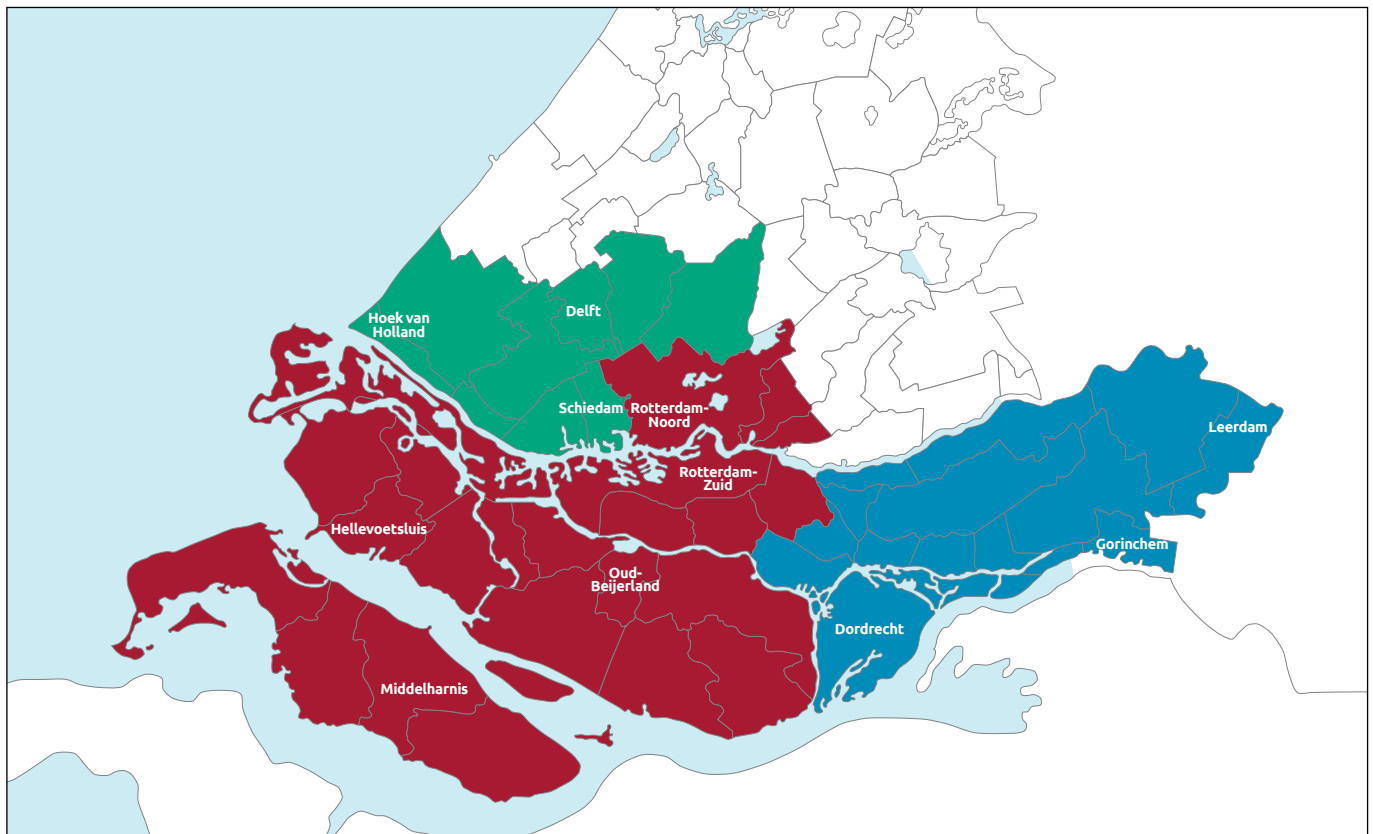 Hoek van
Holland
Delft
Schiedam
Rotterdam-
Noord
Leerdam
Rotterdam-
Zuid
Hellevoetsluis
Gorinchem
Oud-
Beijerland
Dordrecht
Middelharnis